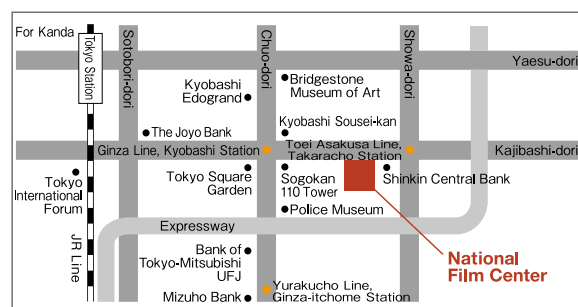 For Kanda
Tokyo Station
Sotobori-dori
Chuo-dori
Showa-dori
Yaesu-dori
Kyobashi
Edogrand
Bridgestone
Museum of Art
Kyobashi Sousei-kan
The Joyo Bank
Ginza Line, Kyobashi Station
Toei Asakusa Line,
Takaracho Station
Kajibashi-dori
Tokyo
International
Forum
Tokyo Square
Garden
Sogokan
110 Tower
Shinkin Central Bank
Police Museum
Expressway
JR Line
Bank of
Tokyo-Mitsubishi
UFJ
National
Film Center
Yurakucho Line,
Ginza-itchome Station
Mizuho Bank